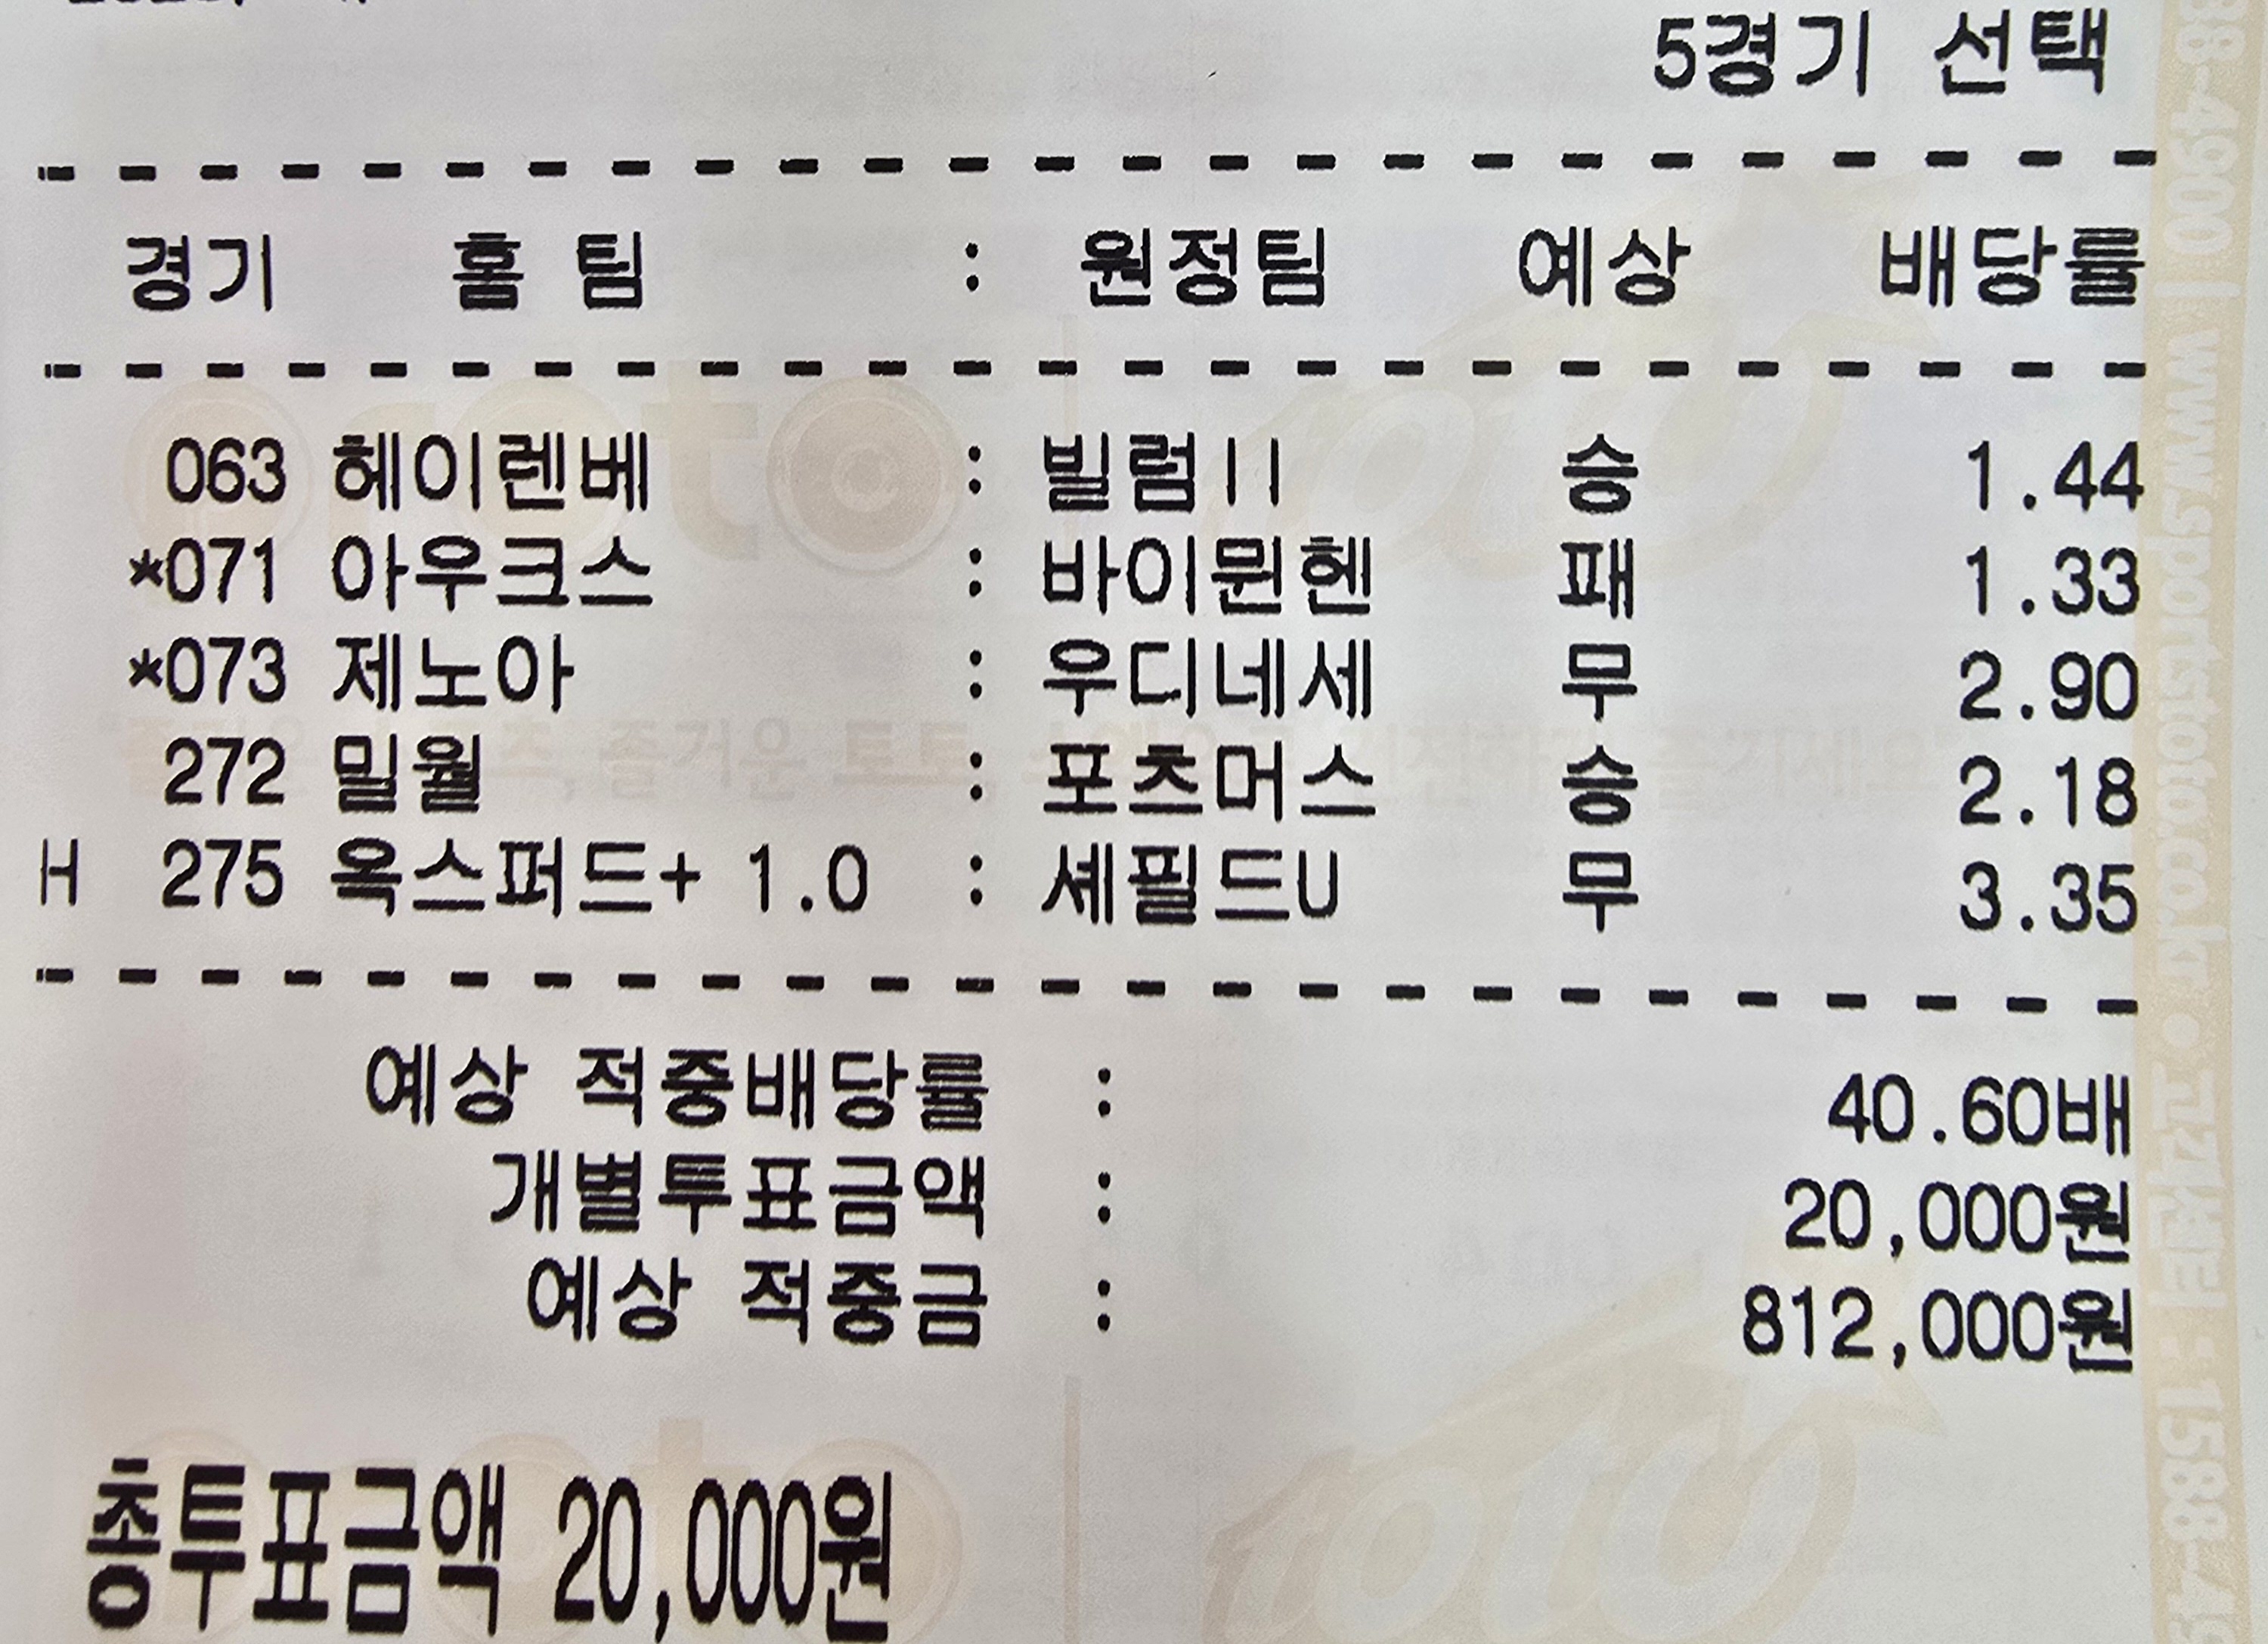 5경기 선택
경기 홈 팀 : 원정팀 예상 배당률
063 헤이렌베 : 빌럼II 승 1.44
*071 아우크스 : 바이뮌헨 패 1.33
*073 제노아 : 우디네세 무 2.90
272 밀월 : 포츠머스 승 2.18
H 275 옥스퍼드+ 1.0 : 셰필드U 무 3.35
예상 적중배당률 : 40.60배
개별투표금액 : 20,000원
예상 적중금 : 812,000원
총투표금액 20,000원
www.sportstoto.co.kr